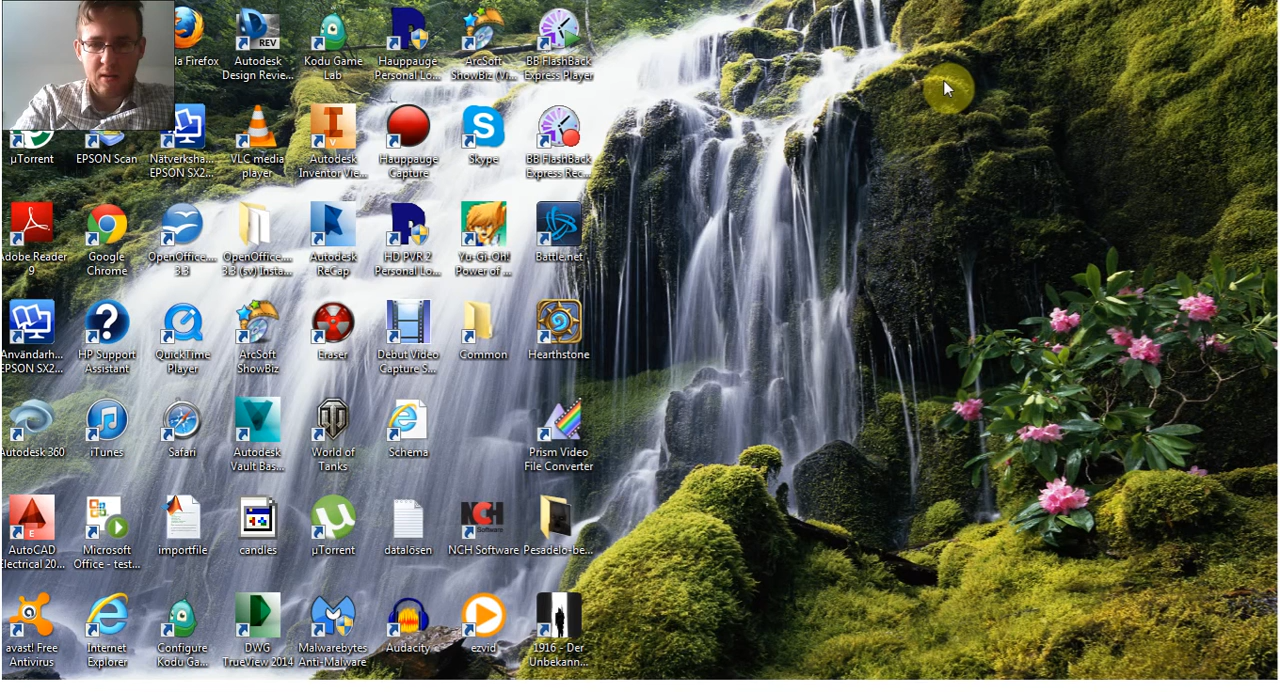 la Firefox
Autodesk
Design Revie...
Kodu Game
Lab
Hauppauge
Personal Lo...
ArcSoft
ShowBiz (Vi...
BB FlashBack
Express Player
REV
µTorrent
EPSON Scan
Nätverksha...
EPSON SX2...
VLC media
player
Autodesk
Inventor Vie...
Hauppauge
Capture
Skype
BB FlashBack
Express Rec...
Adobe Reader
9
Google
Chrome
OpenOffice....
3.3
OpenOffice....
3.3 (sv) Insta...
Autodesk
ReCap
HD PVR 2
Personal Lo...
Yu-Gi-Oh!
Power of ...
Battle.net
Användarh...
EPSON SX2...
HP Support
Assistant
QuickTime
Player
ArcSoft
ShowBiz
Eraser
Debut Video
Capture S...
Common
Hearthstone
Autodesk 360
iTunes
Safari
Autodesk
Vault Bas...
World of
Tanks
Schema
Prism Video
File Converter
AutoCAD
Electrical 20...
Microsoft
Office - test...
importfile
candles
µTorrent
datalösen
NCH
Software
NCH Software
Pesadelo-be...
avast! Free
Antivirus
Internet
Explorer
Configure
Kodu Ga...
DWG
TrueView 2014
Malwarebytes
Anti-Malware
Audacity
ezvid
1916 - Der
Unbekann...